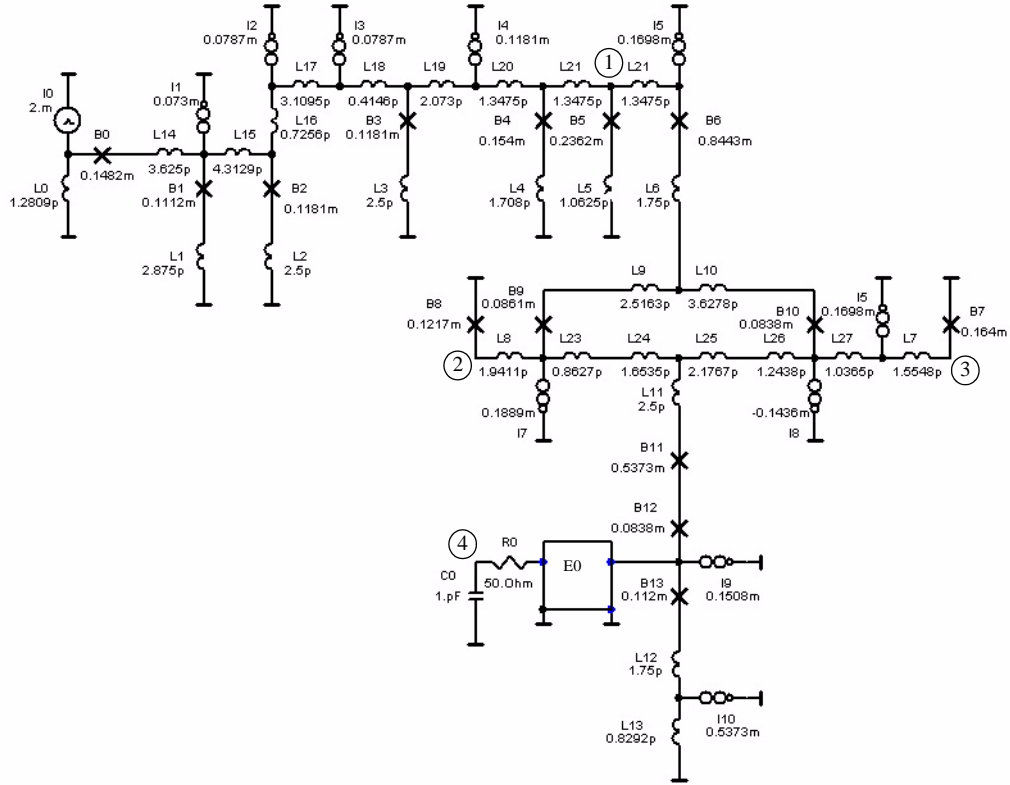 I2
0.0787m
I3
0.0787m
I4
0.1181m
1
I5
0.1698m
I0
2.m
I1
0.073m
L17
3.1095p
L18
0.4146p
L19
2.073p
L20
1.3475p
L21
1.3475p
L21
1.3475p
B0
0.1482m
L14
3.625p
L15
4.3129p
L16
0.7256p
B3
0.1181m
B4
0.154m
B5
0.2362m
B6
0.8443m
L0
1.2809p
B1
0.1112m
B2
0.1181m
L3
2.5p
L4
1.708p
L5
1.0625p
L6
1.75p
L1
2.875p
L2
2.5p
L9
2.5163p
L10
3.6278p
B8
0.1217m
B9
0.0861m
B10
0.0838m
I5
0.1698m
B7
0.164m
2
L8
1.9411p
L23
0.8627p
L24
1.6535p
L25
2.1767p
L26
1.2438p
L27
1.0365p
L7
1.5548p
3
L11
2.5p
0.1889m
I7
-0.1436m
I8
B11
0.5373m
B12
0.0838m
4
R0
50.Ohm
C0
1.pF
E0
B13
0.112m
I9
0.1508m
L12
1.75p
L13
0.8292p
I10
0.5373m